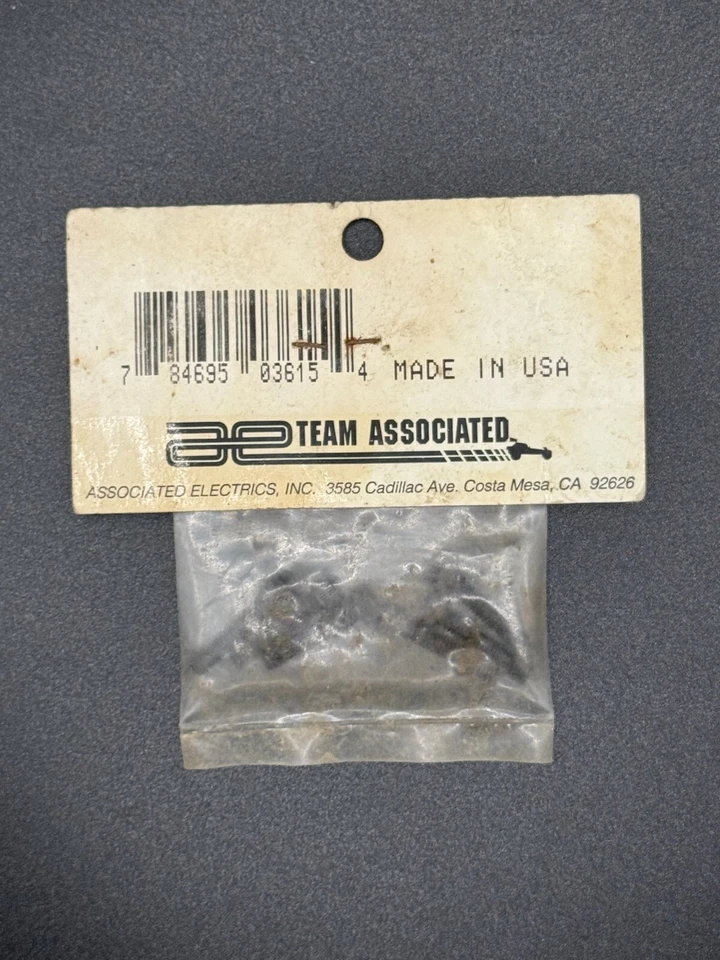 7 84695 03615 4 MADE IN USA
ae TEAM ASSOCIATED
ASSOCIATED ELECTRICS, INC. 3585 Cadillac Ave. Costa Mesa, CA 92626